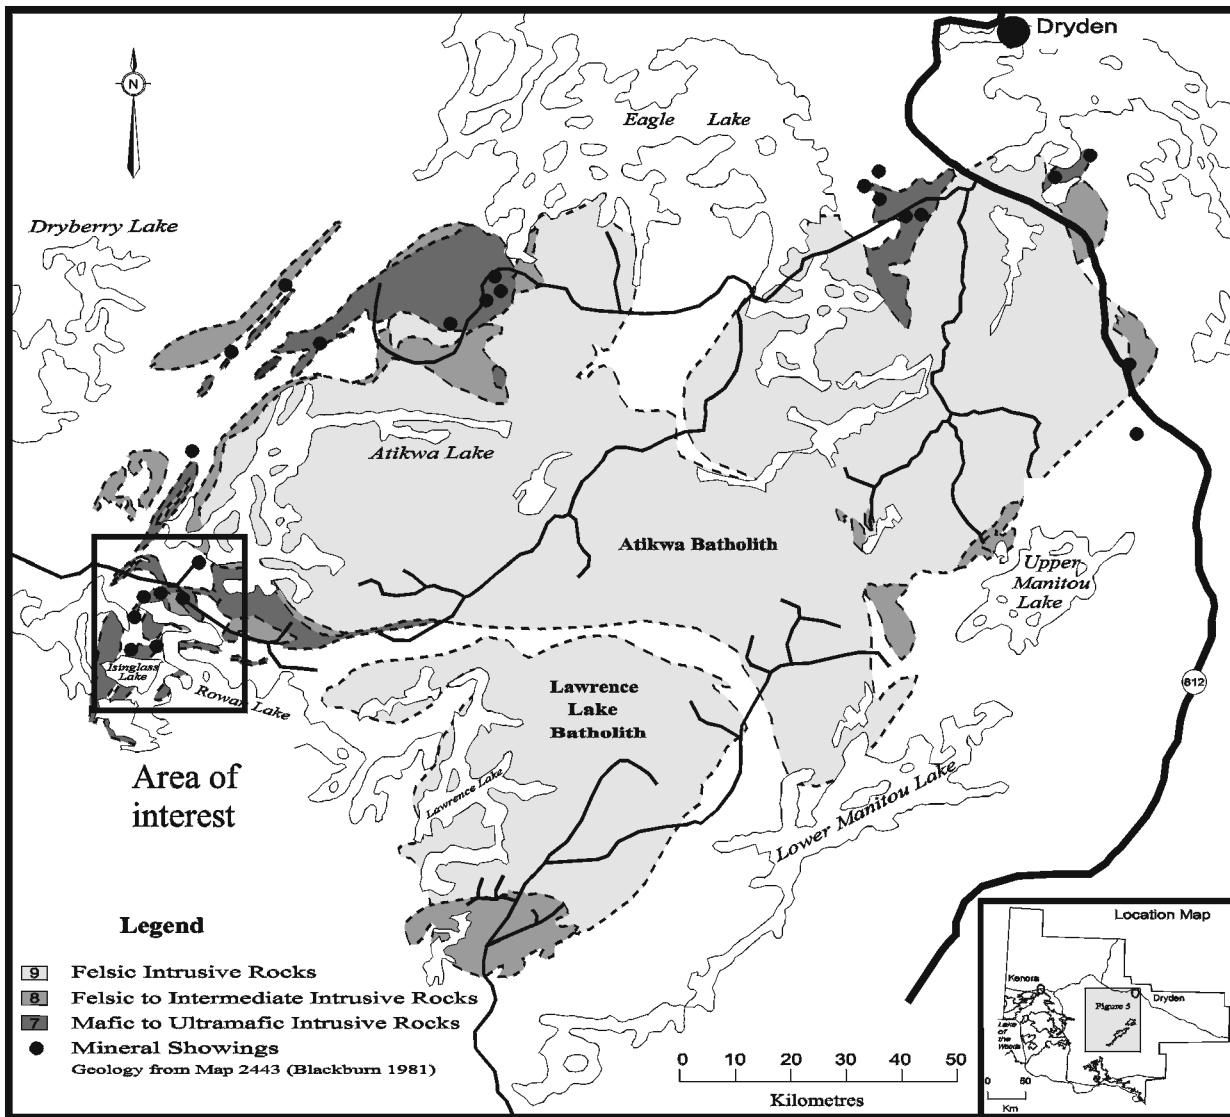 Dryden
N
Eagle Lake
Dryberry Lake
Atikwa Lake
Atikwa Batholith
Upper
Manitou
Lake
Isinglass
Lake
Rowan Lake
Lawrence
Lake
Batholith
612
Area of
interest
Lawrence Lake
Lower Manitou Lake
Legend
9 Felsic Intrusive Rocks
8 Felsic to Intermediate Intrusive Rocks
7 Mafic to Ultramafic Intrusive Rocks
Mineral Showings
Geology from Map 2443 (Blackburn 1981)
0 10 20 30 40 50
Kilometres
Location Map
Kenora
Dryden
Figure 5
Lake
of
the
Woods
0 50
Km